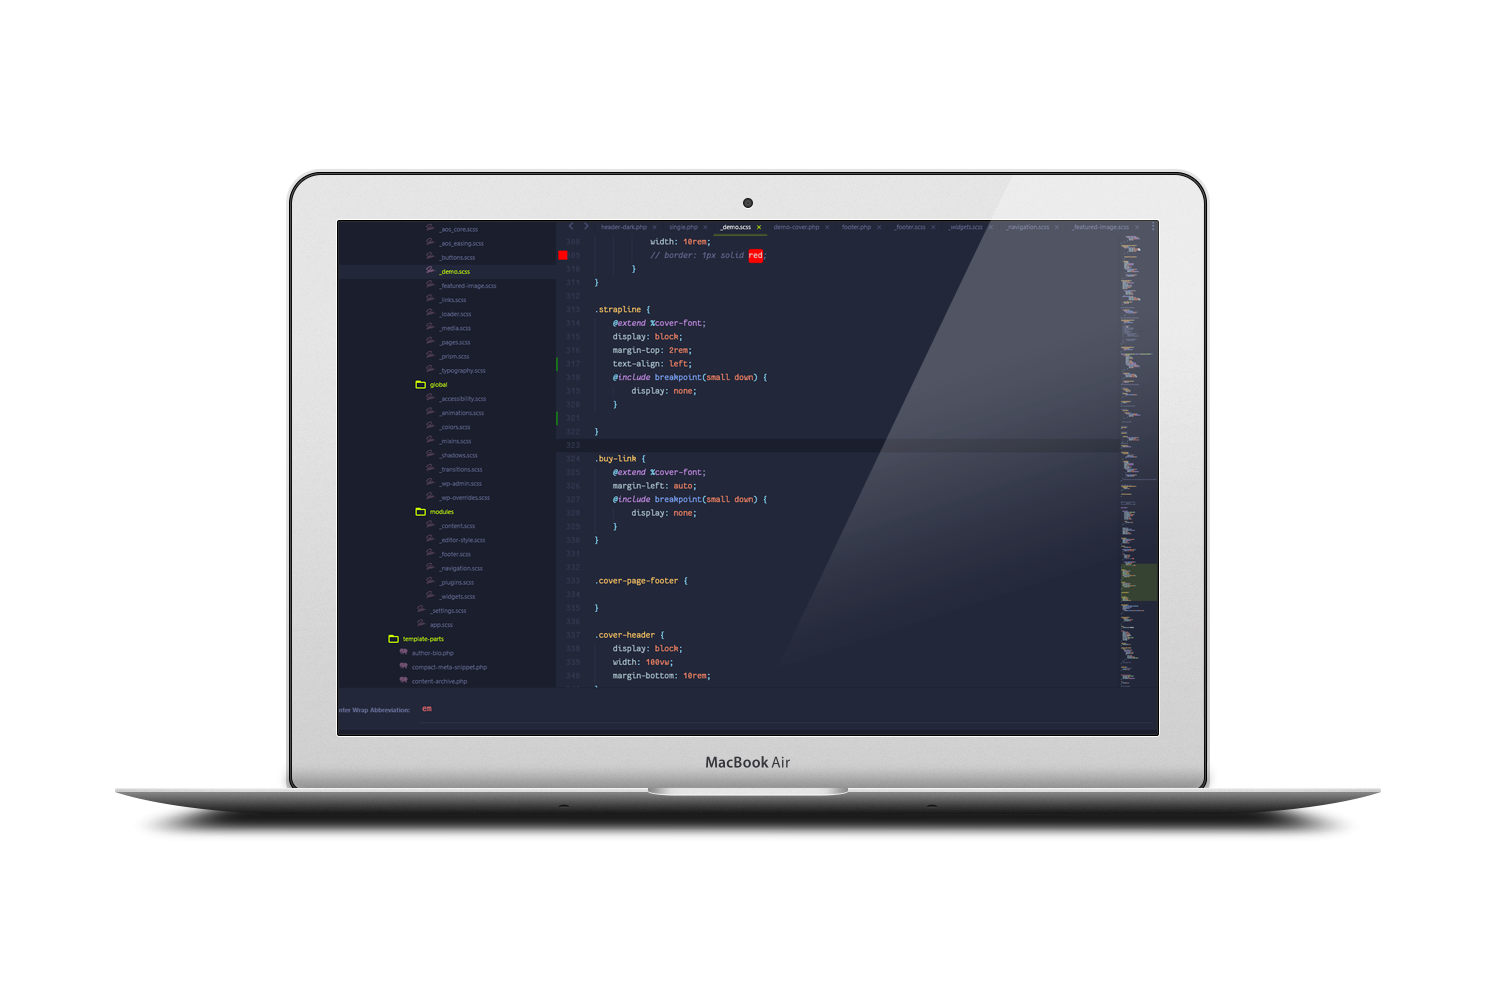 _aos_core.scss
_aos_easing.scss
_buttons.scss
_demo.scss
_featured-image.scss
_links.scss
_loader.scss
_media.scss
_pages.scss
_prism.scss
_typography.scss
global
_accessibility.scss
_animations.scss
_colors.scss
_mixins.scss
_shadows.scss
_transitions.scss
_wp-admin.scss
_wp-overrides.scss
modules
_content.scss
_editor-style.scss
_footer.scss
_navigation.scss
_plugins.scss
_widgets.scss
_settings.scss
app.scss
template-parts
author-bio.php
compact-meta-snippet.php
content-archive.php
header-dark.php × single.php × _demo.scss × demo-cover.php × footer.php × _footer.scss × _widgets.scss × _navigation.scss × _featured-image.scss ×
308 width: 10rem;
// border: 1px solid red;
310 }
311 }
312
313 .strapline {
314 @extend %cover-font;
315 display: block;
316 margin-top: 2rem;
317 text-align: left;
318 @include breakpoint(small down) {
319 display: none;
320 }
321
322 }
323
324 .buy-link {
325 @extend %cover-font;
326 margin-left: auto;
327 @include breakpoint(small down) {
328 display: none;
329 }
330 }
331
332
333 .cover-page-footer {
334
335 }
336
337 .cover-header {
338 display: block;
339 width: 100vw;
340 margin-bottom: 10rem;
nter Wrap Abbreviation: em
MacBook Air